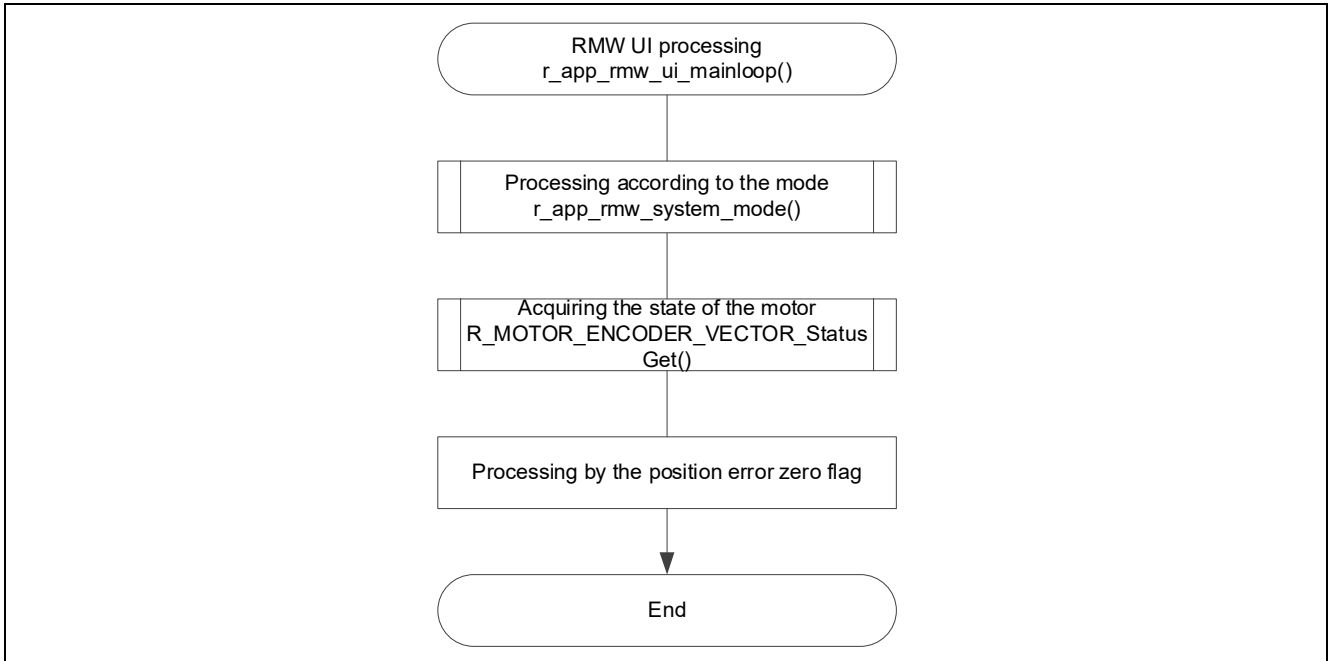 RMW UI processing
r_app_rmw_ui_mainloop()
Processing according to the mode
r_app_rmw_system_mode()
Acquiring the state of the motor
R_MOTOR_ENCODER_VECTOR_Status
Get()
Processing by the position error zero flag
End